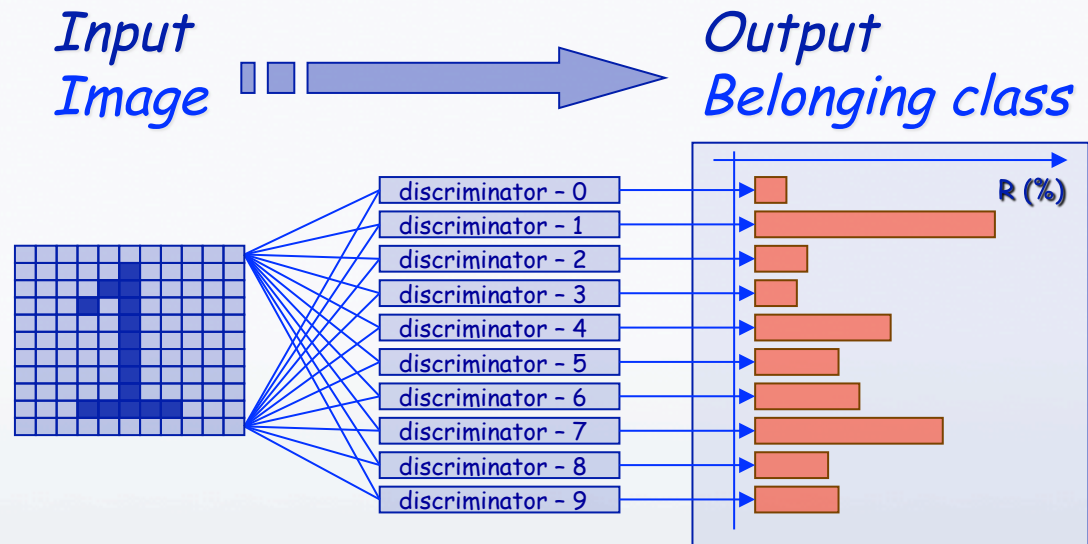 Input
Image
Output
Belonging class
R (%)
discriminator – 0
discriminator – 1
discriminator – 2
discriminator – 3
discriminator – 4
discriminator – 5
discriminator – 6
discriminator – 7
discriminator – 8
discriminator – 9